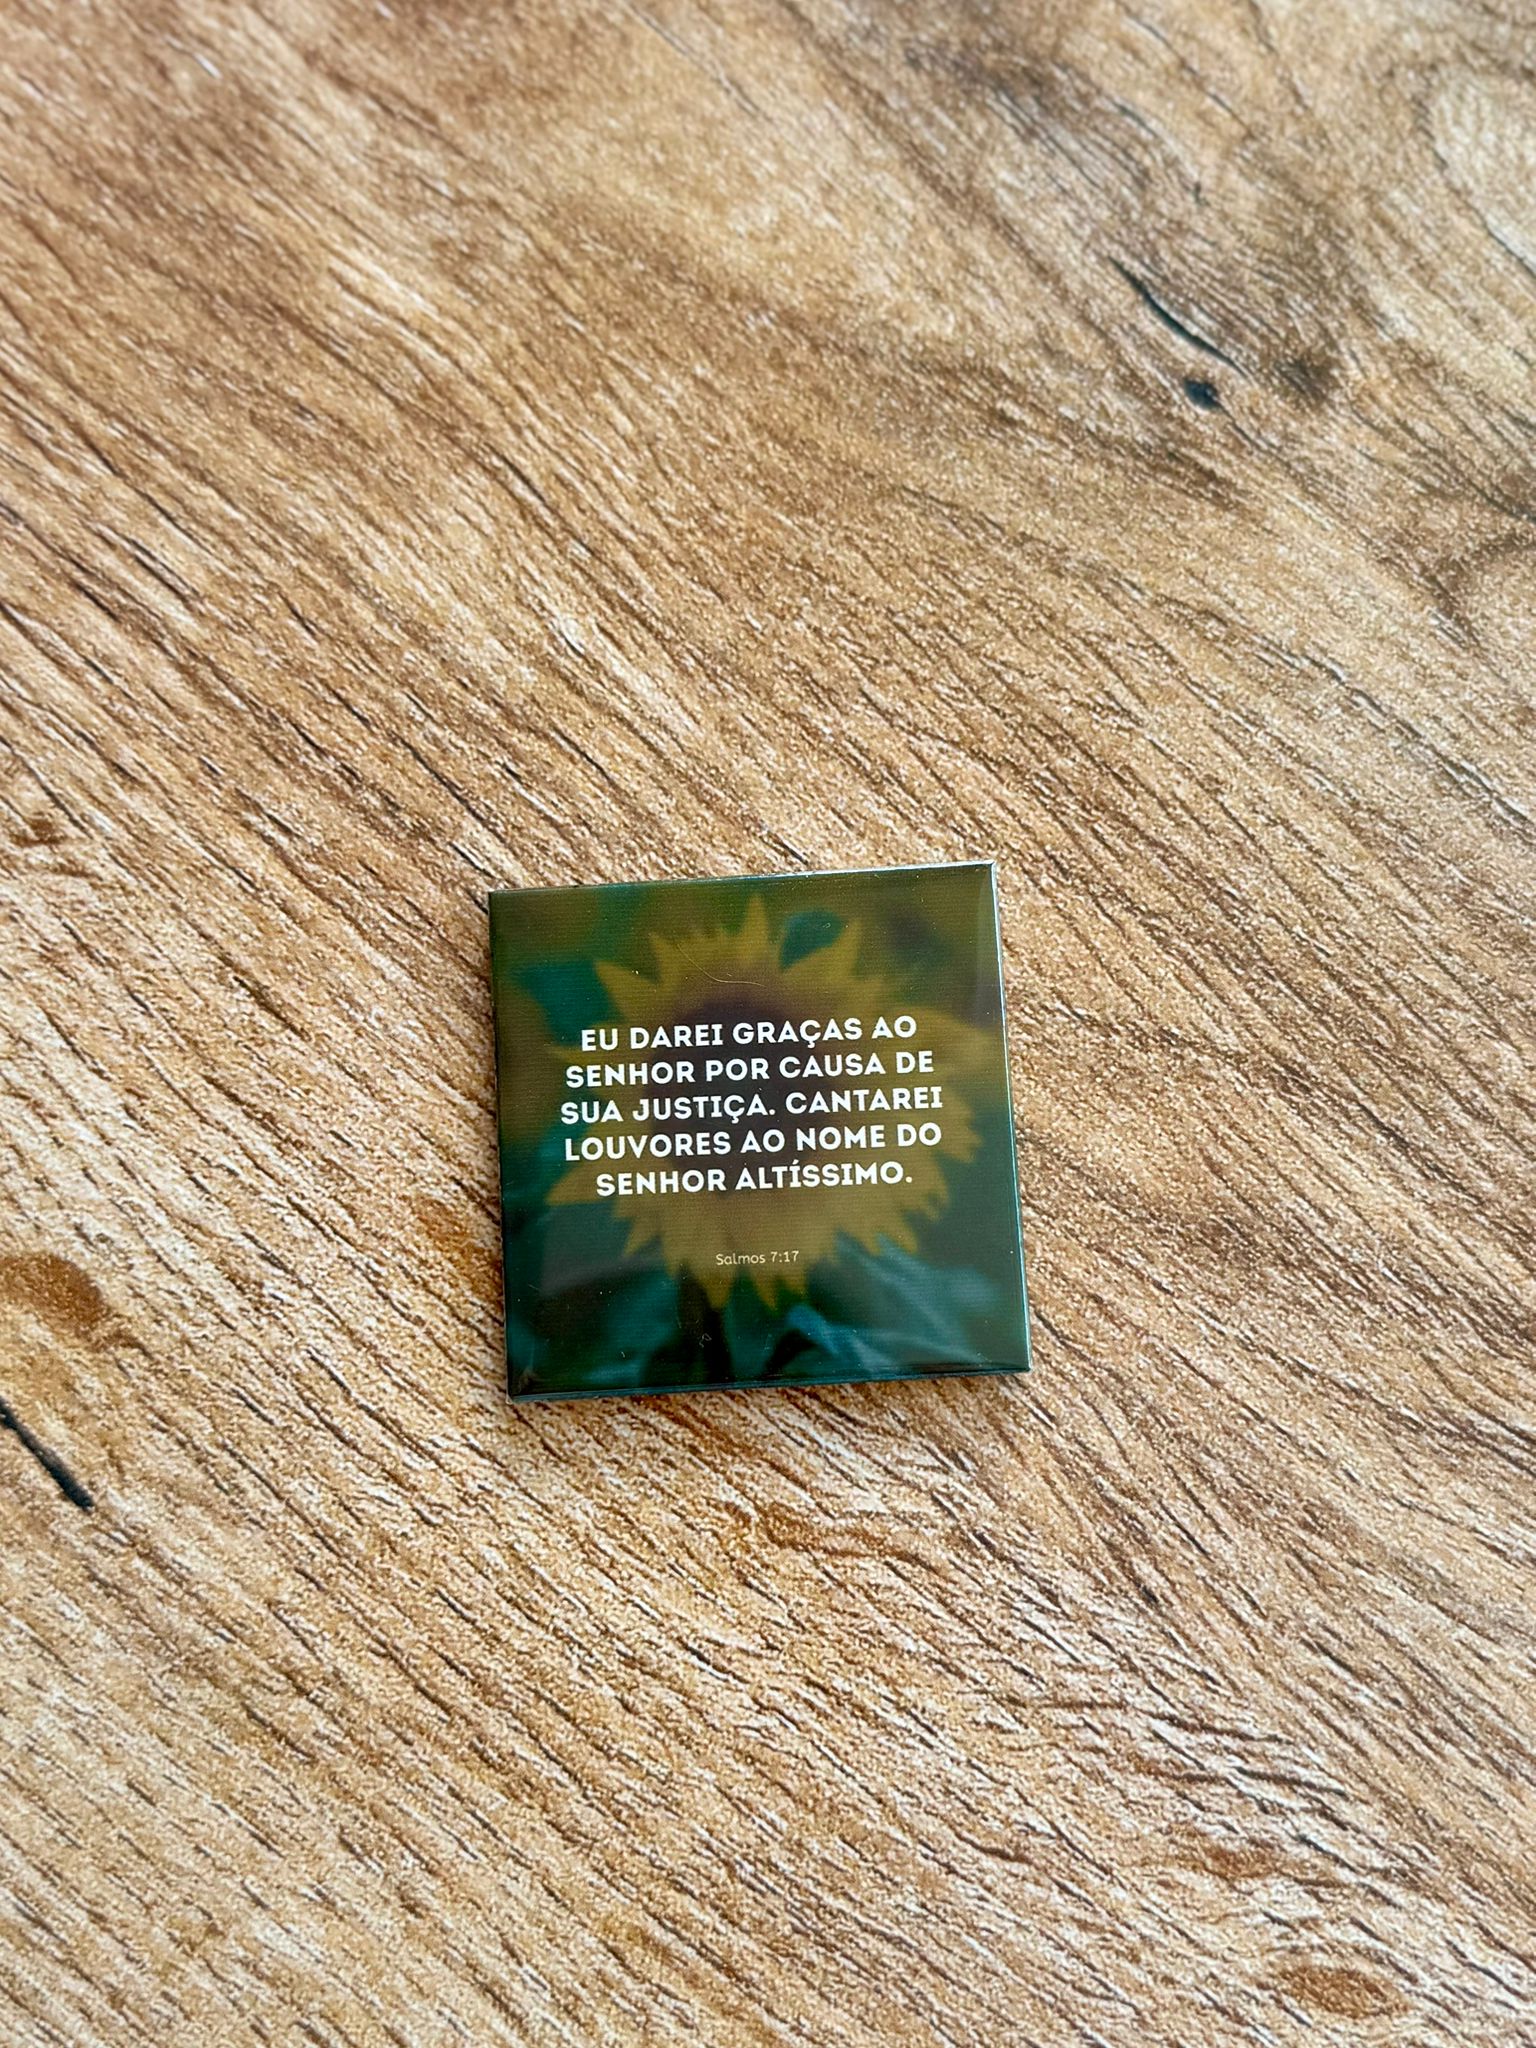 EU DAREI GRAÇAS AO
SENHOR POR CAUSA DE
SUA JUSTIÇA. CANTAREI
LOUVORES AO NOME DO
SENHOR ALTÍSSIMO.
Salmos 7:17